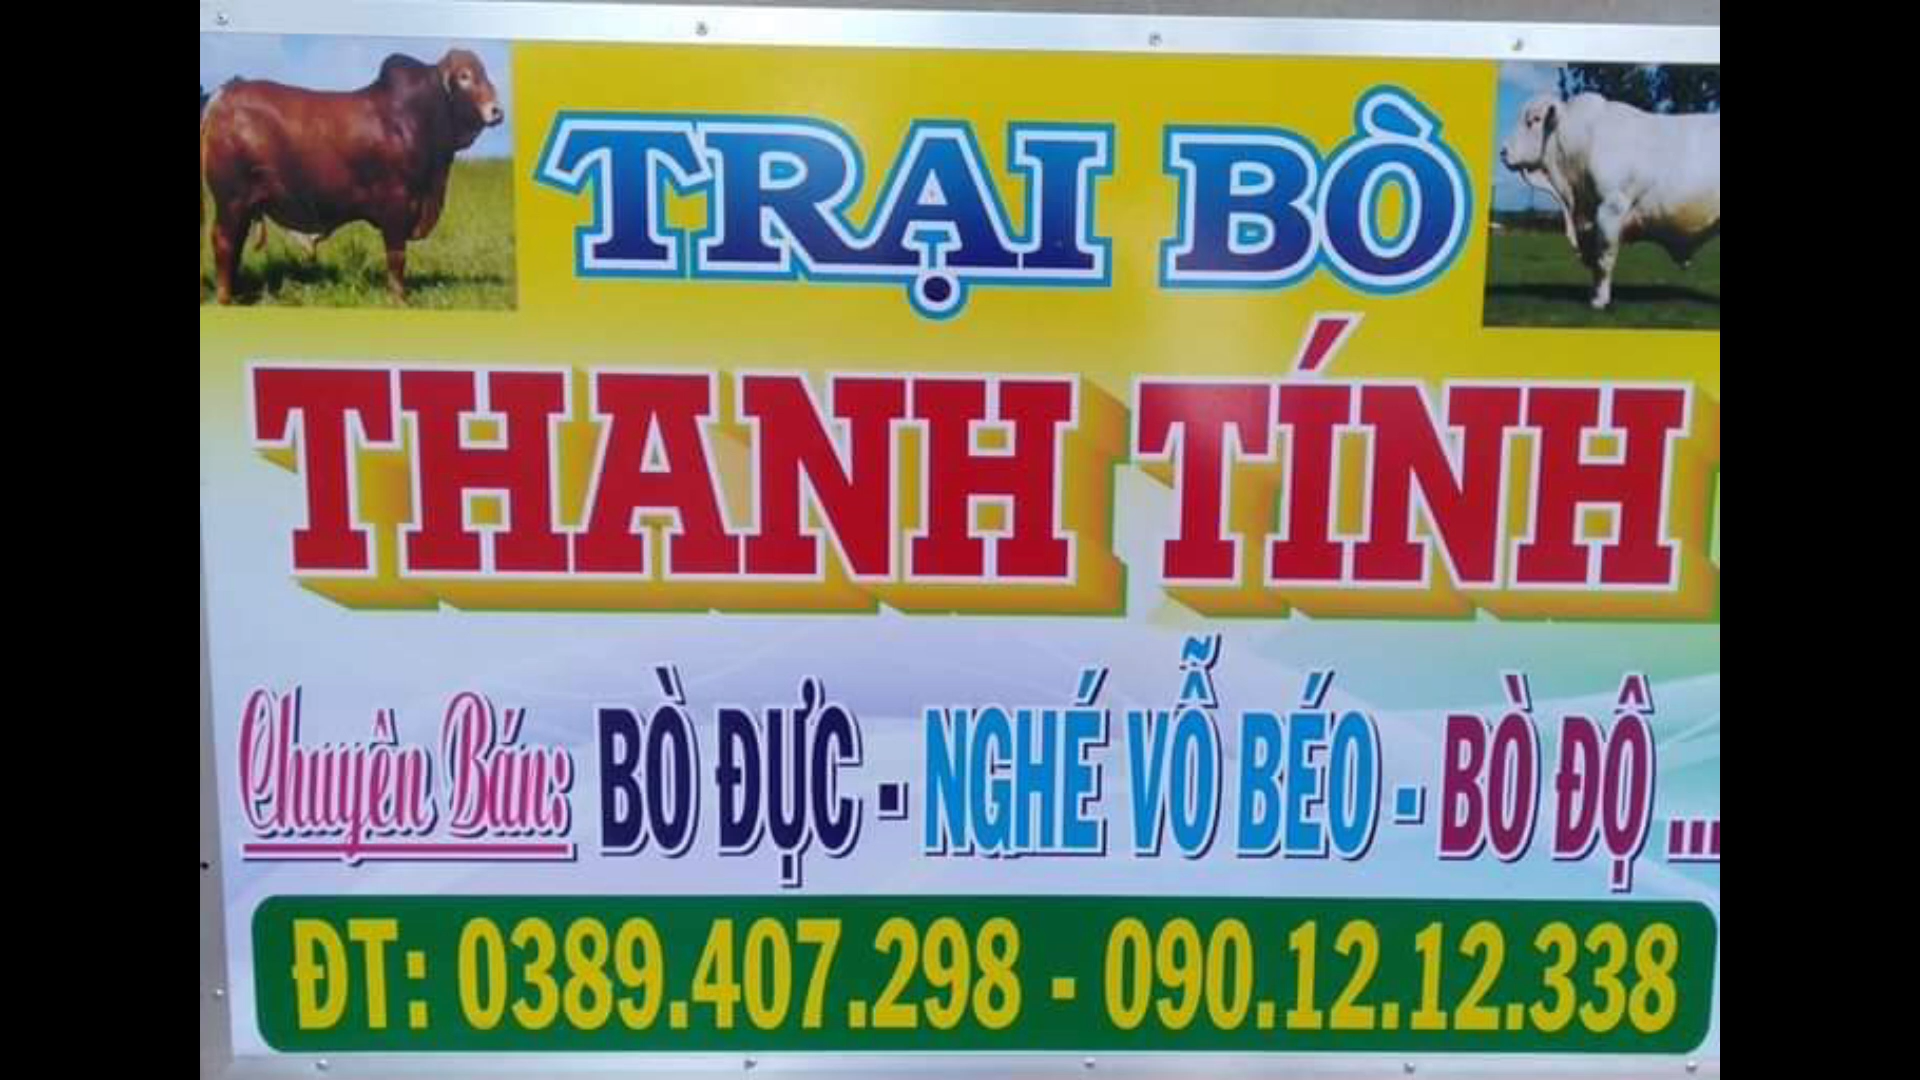 TRẠI BÒ
THANH TÍNH
Chuyên Bán: BÒ ĐỰC - NGHÉ VỖ BÉO - BÒ ĐỘ ...
ĐT: 0389.407.298 - 090.12.12.338